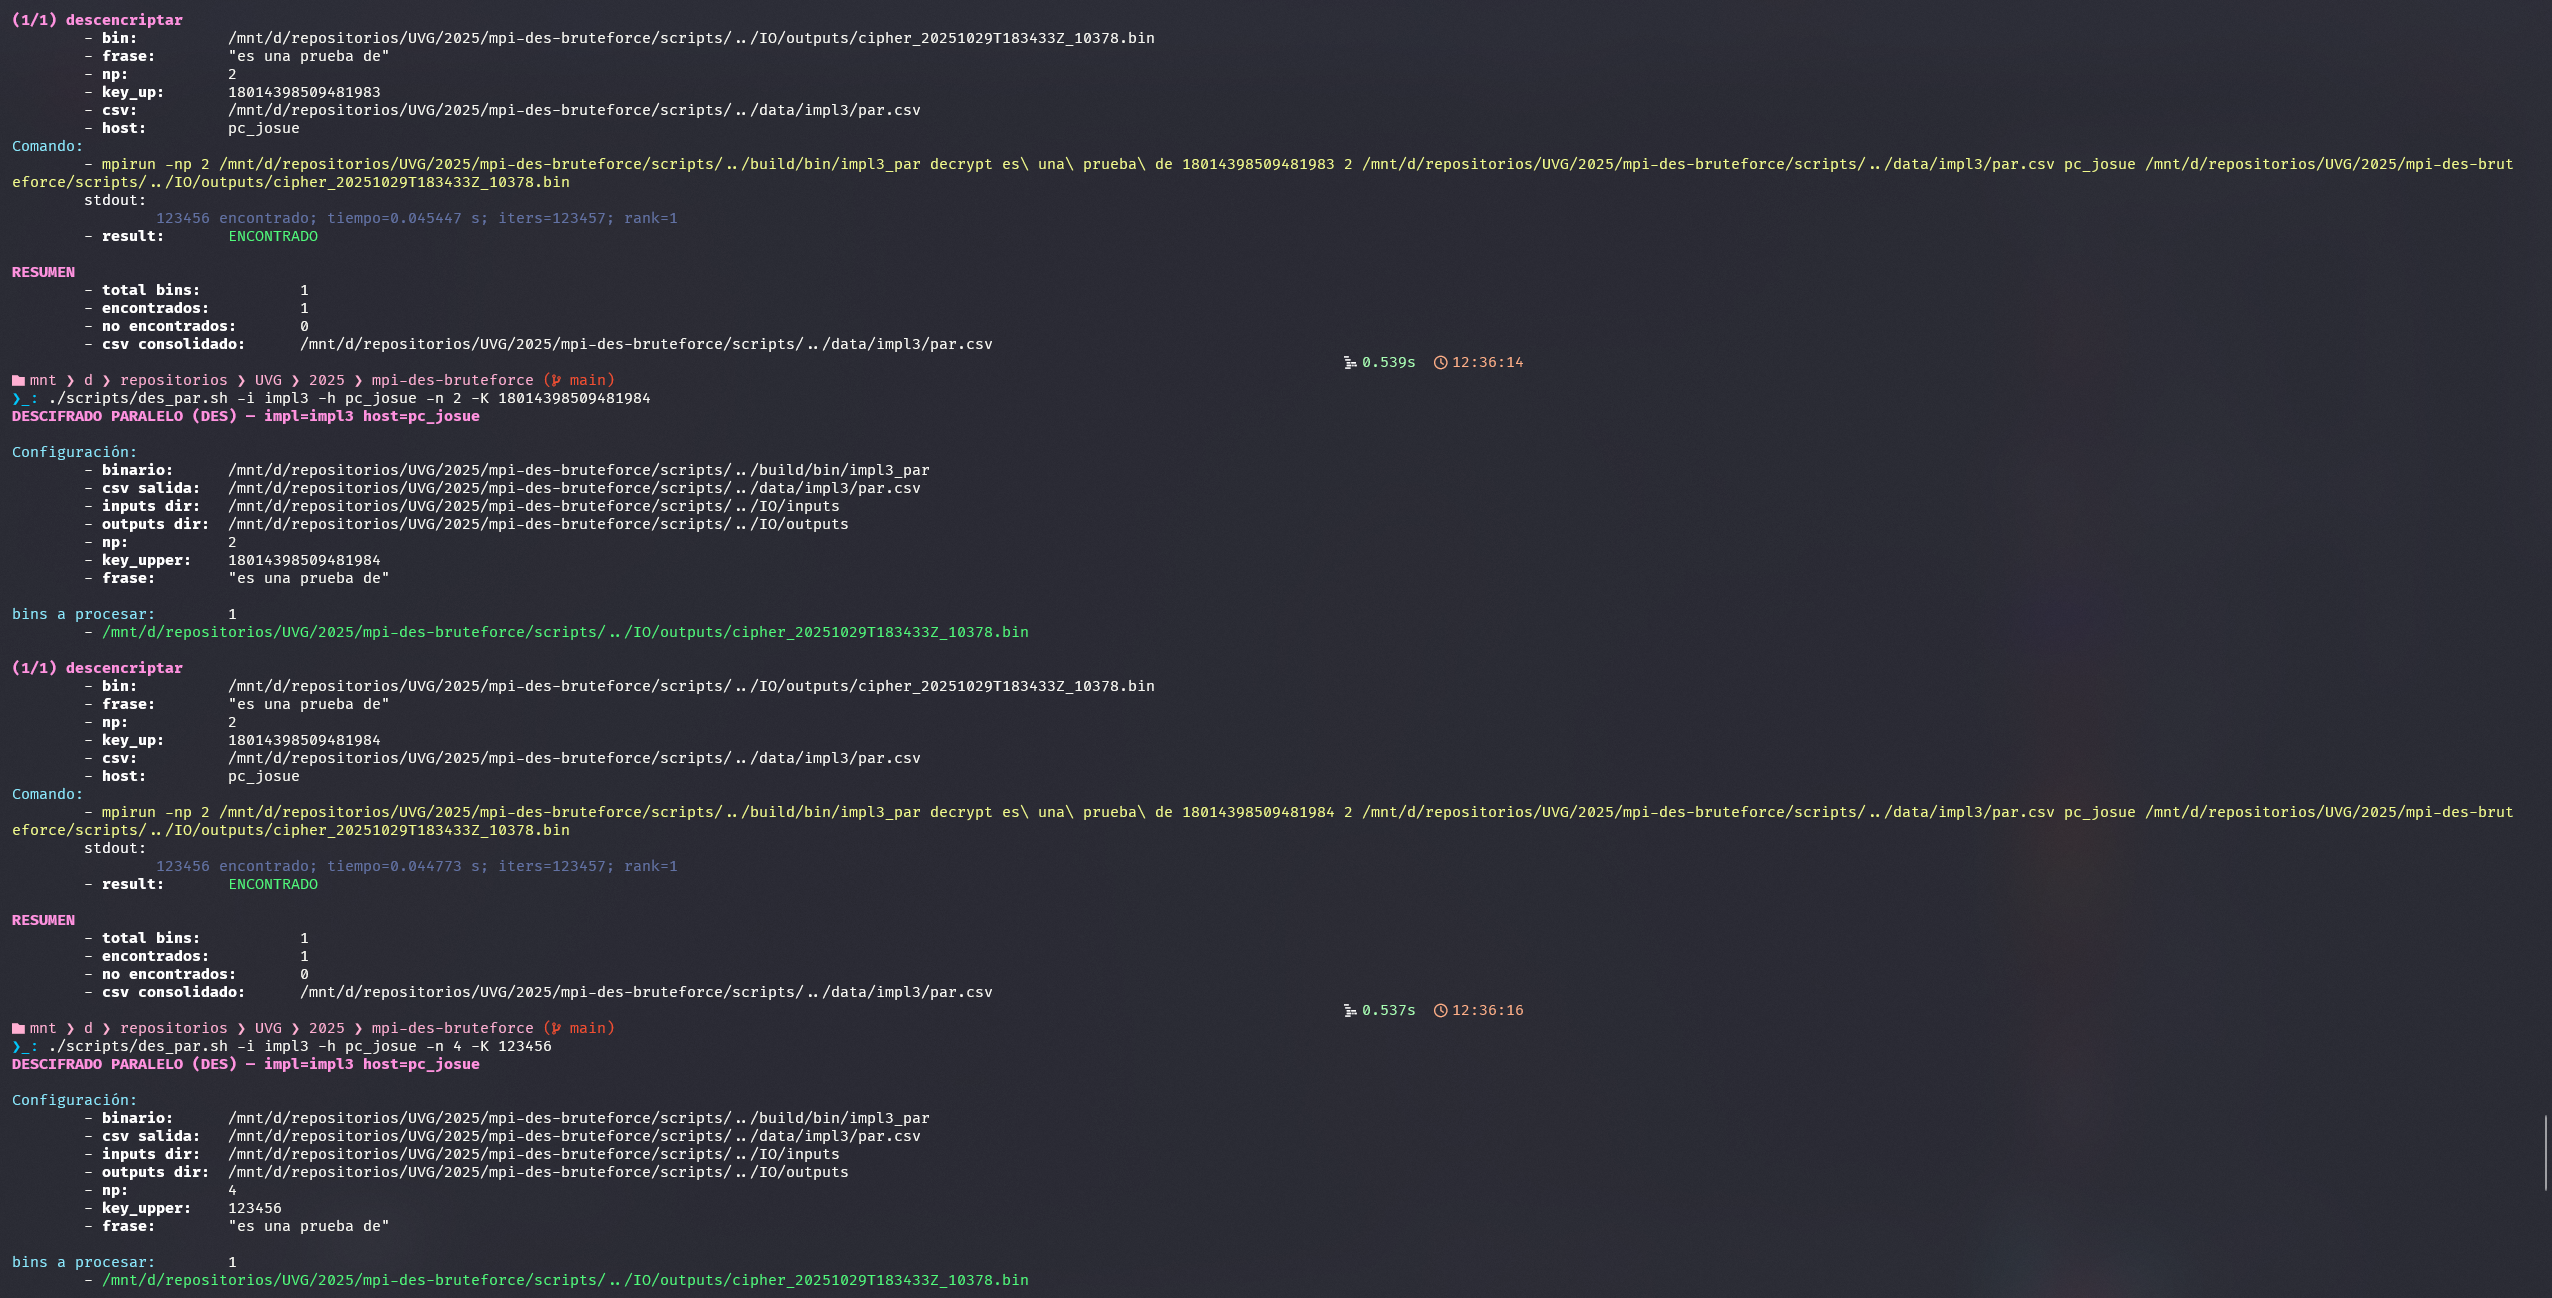 (1/1) descencriptar
- bin: /mnt/d/repositorios/UVG/2025/mpi-des-bruteforce/scripts/../IO/outputs/cipher_20251029T183433Z_10378.bin
- frase: "es una prueba de"
- np: 2
- key_up: 18014398509481983
- csv: /mnt/d/repositorios/UVG/2025/mpi-des-bruteforce/scripts/../data/impl3/par.csv
- host: pc_josue
Comando:
- mpirun -np 2 /mnt/d/repositorios/UVG/2025/mpi-des-bruteforce/scripts/../build/bin/impl3_par decrypt es\ una\ prueba\ de 18014398509481983 2 /mnt/d/repositorios/UVG/2025/mpi-des-bruteforce/scripts/../data/impl3/par.csv pc_josue /mnt/d/repositorios/UVG/2025/mpi-des-brut
eforce/scripts/../IO/outputs/cipher_20251029T183433Z_10378.bin
stdout:
123456 encontrado; tiempo=0.045447 s; iters=123457; rank=1
- result: ENCONTRADO
RESUMEN
- total bins: 1
- encontrados: 1
- no encontrados: 0
- csv consolidado: /mnt/d/repositorios/UVG/2025/mpi-des-bruteforce/scripts/../data/impl3/par.csv
0.539s 12:36:14
mnt ❯ d ❯ repositorios ❯ UVG ❯ 2025 ❯ mpi-des-bruteforce ( main)
❯_: ./scripts/des_par.sh -i impl3 -h pc_josue -n 2 -K 18014398509481984
DESCIFRADO PARALELO (DES) — impl=impl3 host=pc_josue
Configuración:
- binario: /mnt/d/repositorios/UVG/2025/mpi-des-bruteforce/scripts/../build/bin/impl3_par
- csv salida: /mnt/d/repositorios/UVG/2025/mpi-des-bruteforce/scripts/../data/impl3/par.csv
- inputs dir: /mnt/d/repositorios/UVG/2025/mpi-des-bruteforce/scripts/../IO/inputs
- outputs dir: /mnt/d/repositorios/UVG/2025/mpi-des-bruteforce/scripts/../IO/outputs
- np: 2
- key_upper: 18014398509481984
- frase: "es una prueba de"
bins a procesar: 1
- /mnt/d/repositorios/UVG/2025/mpi-des-bruteforce/scripts/../IO/outputs/cipher_20251029T183433Z_10378.bin
(1/1) descencriptar
- bin: /mnt/d/repositorios/UVG/2025/mpi-des-bruteforce/scripts/../IO/outputs/cipher_20251029T183433Z_10378.bin
- frase: "es una prueba de"
- np: 2
- key_up: 18014398509481984
- csv: /mnt/d/repositorios/UVG/2025/mpi-des-bruteforce/scripts/../data/impl3/par.csv
- host: pc_josue
Comando:
- mpirun -np 2 /mnt/d/repositorios/UVG/2025/mpi-des-bruteforce/scripts/../build/bin/impl3_par decrypt es\ una\ prueba\ de 18014398509481984 2 /mnt/d/repositorios/UVG/2025/mpi-des-bruteforce/scripts/../data/impl3/par.csv pc_josue /mnt/d/repositorios/UVG/2025/mpi-des-brut
eforce/scripts/../IO/outputs/cipher_20251029T183433Z_10378.bin
stdout:
123456 encontrado; tiempo=0.044773 s; iters=123457; rank=1
- result: ENCONTRADO
RESUMEN
- total bins: 1
- encontrados: 1
- no encontrados: 0
- csv consolidado: /mnt/d/repositorios/UVG/2025/mpi-des-bruteforce/scripts/../data/impl3/par.csv
0.537s 12:36:16
mnt ❯ d ❯ repositorios ❯ UVG ❯ 2025 ❯ mpi-des-bruteforce ( main)
❯_: ./scripts/des_par.sh -i impl3 -h pc_josue -n 4 -K 123456
DESCIFRADO PARALELO (DES) — impl=impl3 host=pc_josue
Configuración:
- binario: /mnt/d/repositorios/UVG/2025/mpi-des-bruteforce/scripts/../build/bin/impl3_par
- csv salida: /mnt/d/repositorios/UVG/2025/mpi-des-bruteforce/scripts/../data/impl3/par.csv
- inputs dir: /mnt/d/repositorios/UVG/2025/mpi-des-bruteforce/scripts/../IO/inputs
- outputs dir: /mnt/d/repositorios/UVG/2025/mpi-des-bruteforce/scripts/../IO/outputs
- np: 4
- key_upper: 123456
- frase: "es una prueba de"
bins a procesar: 1
- /mnt/d/repositorios/UVG/2025/mpi-des-bruteforce/scripts/../IO/outputs/cipher_20251029T183433Z_10378.bin